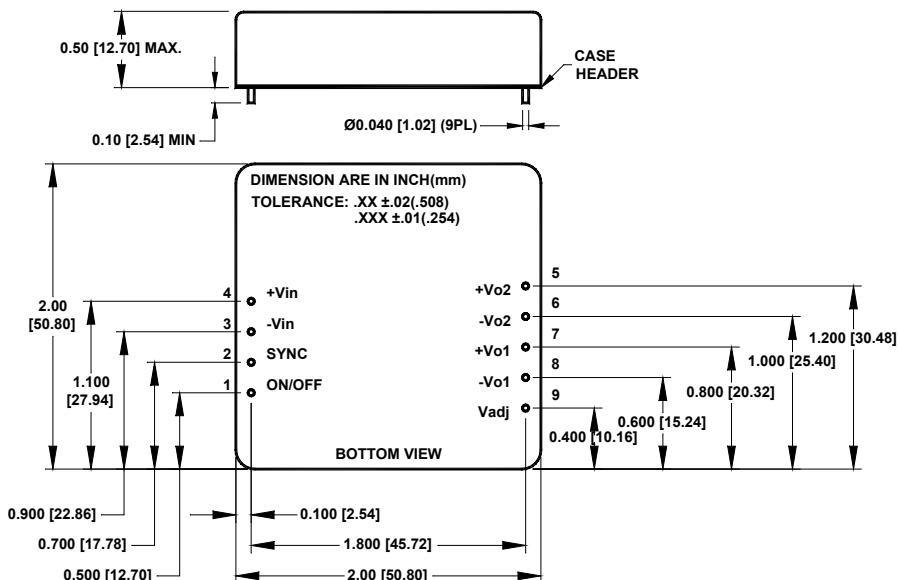 0.50 [12.70] MAX.
CASE
HEADER
Ø0.040 [1.02] (9PL)
0.10 [2.54] MIN
DIMENSION ARE IN INCH(mm)
TOLERANCE: .XX ±.02(.508)
.XXX ±.01(.254)
2.00
[50.80]
4 +Vin
3 -Vin
2 SYNC
1 ON/OFF
+Vo2 5
-Vo2 6
+Vo1 7
-Vo1 8
Vadj 9
1.100
[27.94]
1.200 [30.48]
1.000 [25.40]
0.800 [20.32]
0.600 [15.24]
0.400 [10.16]
BOTTOM VIEW
0.900 [22.86]
0.100 [2.54]
0.700 [17.78]
1.800 [45.72]
0.500 [12.70]
2.00 [50.80]